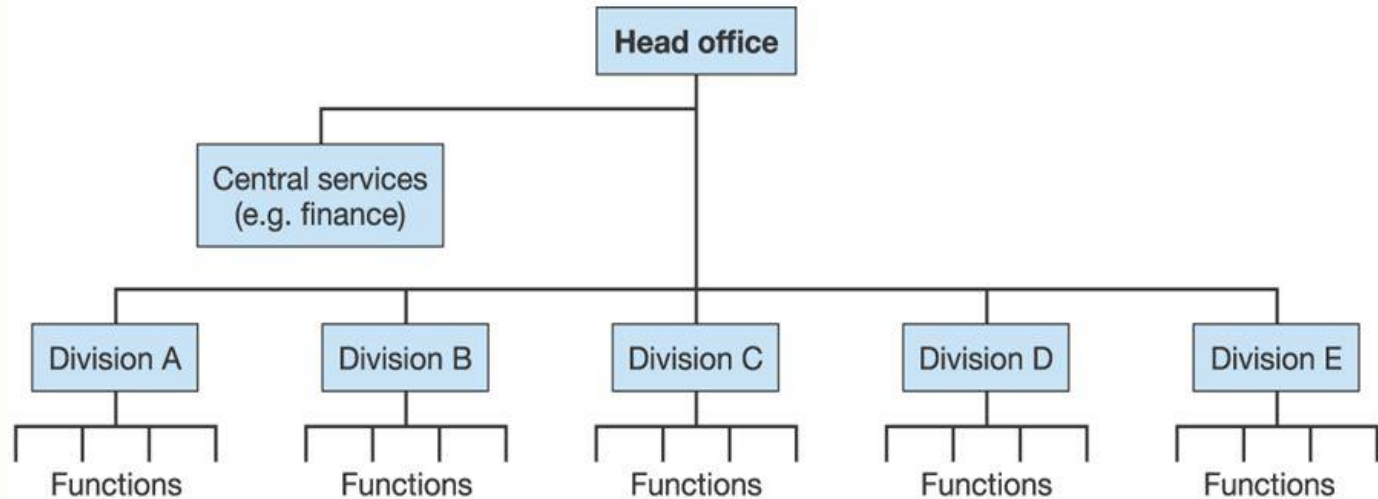 Head office
Central services
(e.g. finance)
Division A
Division B
Division C
Division D
Division E
Functions
Functions
Functions
Functions
Functions